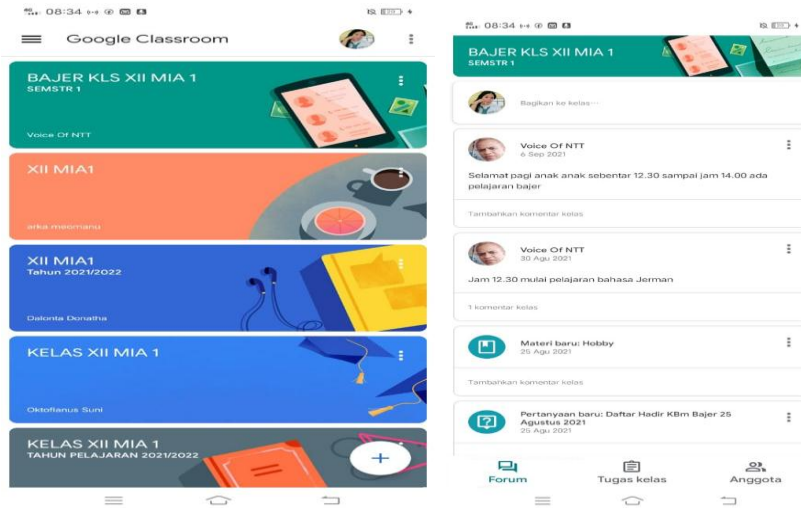 08:34
Google Classroom
BAJER KLS XII MIA 1
SEMSTR 1
Voice Of NTT
XII MIA1
XII MIA1
Tahun 2021/2022
Dalonta Donatha
KELAS XII MIA 1
Oktofianus Suni
KELAS XII MIA 1
TAHUN PELAJARAN 2021/2022
08:34
BAJER KLS XII MIA 1
SEMSTR 1
Bagikan ke kelas...
Voice Of NTT
6 Sep 2021
Selamat pagi anak anak sebentar 12.30 sampai jam 14.00 ada
pelajaran bajer
Tambahkan komentar kelas
Voice Of NTT
30 Agu 2021
Jam 12.30 mulai pelajaran bahasa Jerman
1 komentar kelas
Materi baru: Hobby
25 Agu 2021
Tambahkan komentar kelas
Pertanyaan baru: Daftar Hadir KBm Bajer 25
Agustus 2021
25 Agu 2021
Forum
Tugas kelas
Anggota